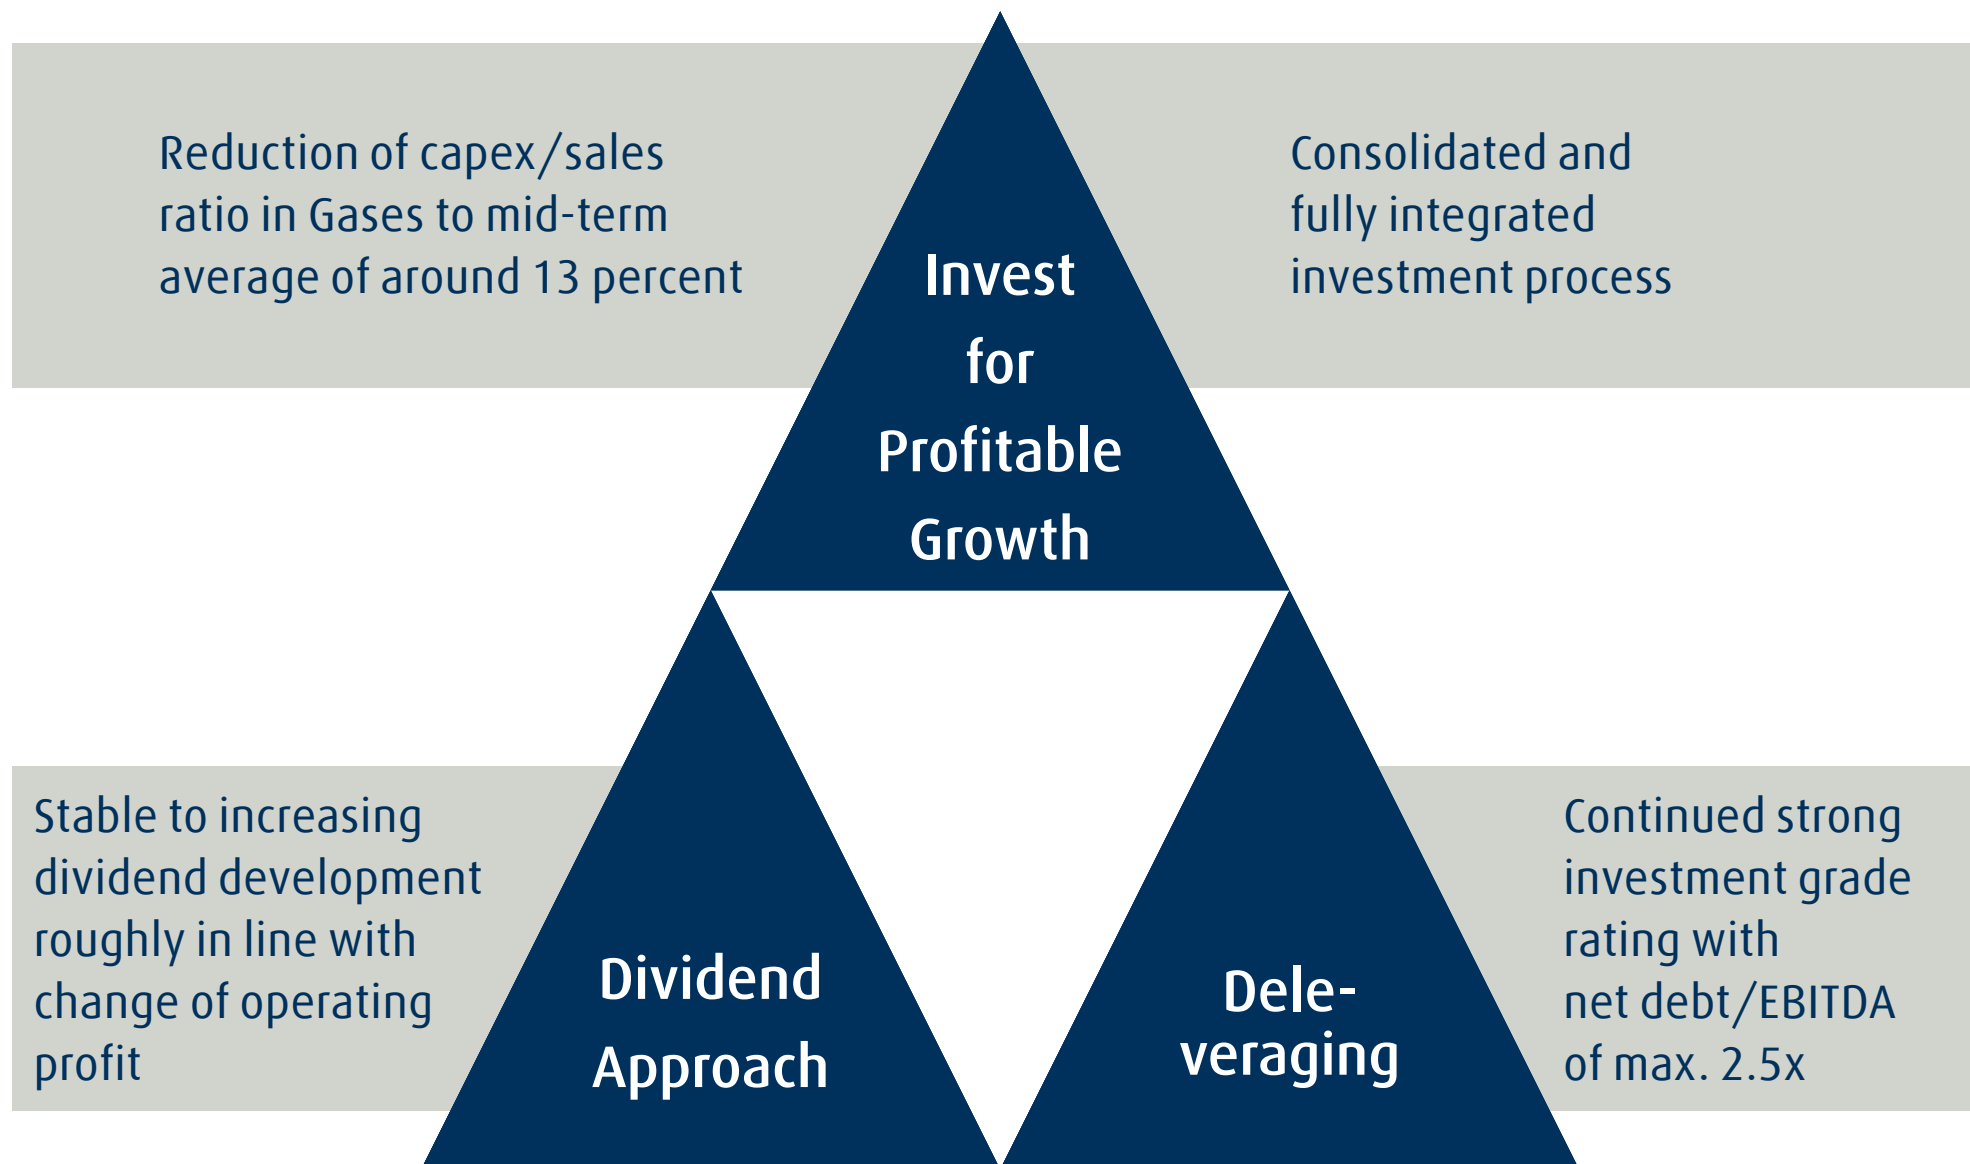 Reduction of capex/sales
ratio in Gases to mid-term
average of around 13 percent
Consolidated and
fully integrated
investment process
Invest
for
Profitable
Growth
Stable to increasing
dividend development
roughly in line with
change of operating
profit
Dividend
Approach
Dele-
veraging
Continued strong
investment grade
rating with
net debt/EBITDA
of max. 2.5x